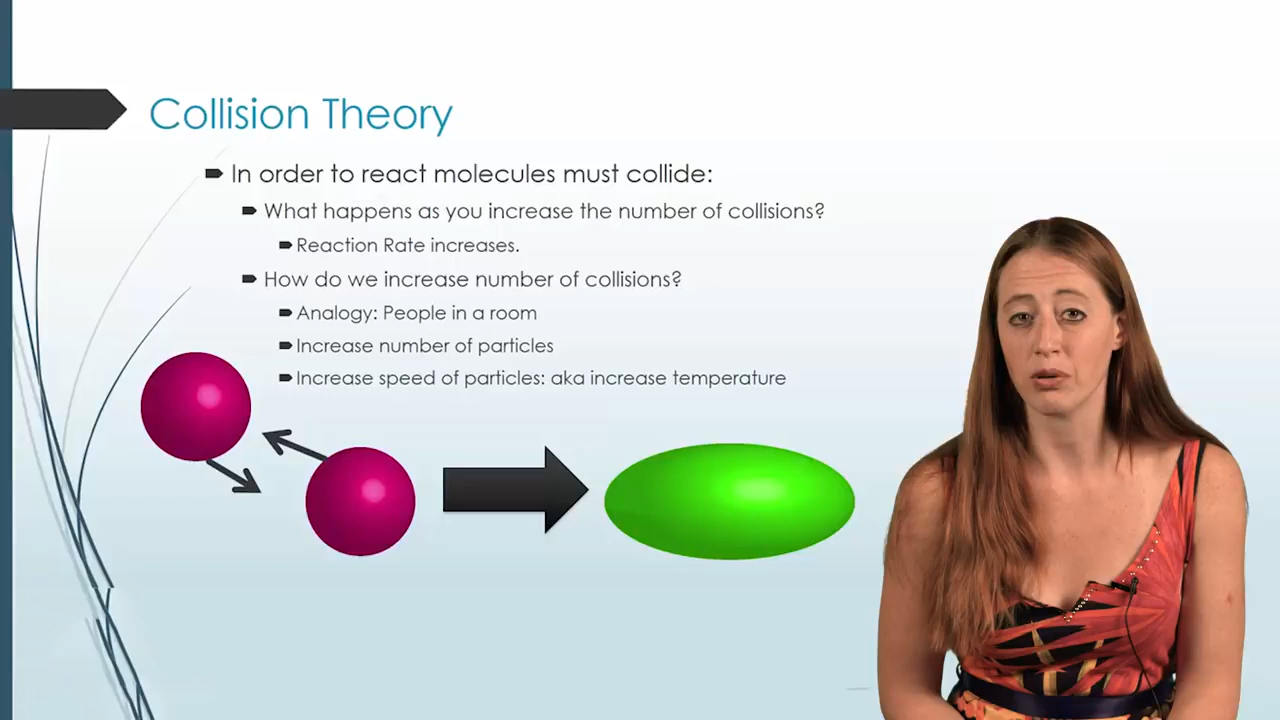 Collision Theory
In order to react molecules must collide:
What happens as you increase the number of collisions?
Reaction Rate increases.
How do we increase number of collisions?
Analogy: People in a room
Increase number of particles
Increase speed of particles: aka increase temperature